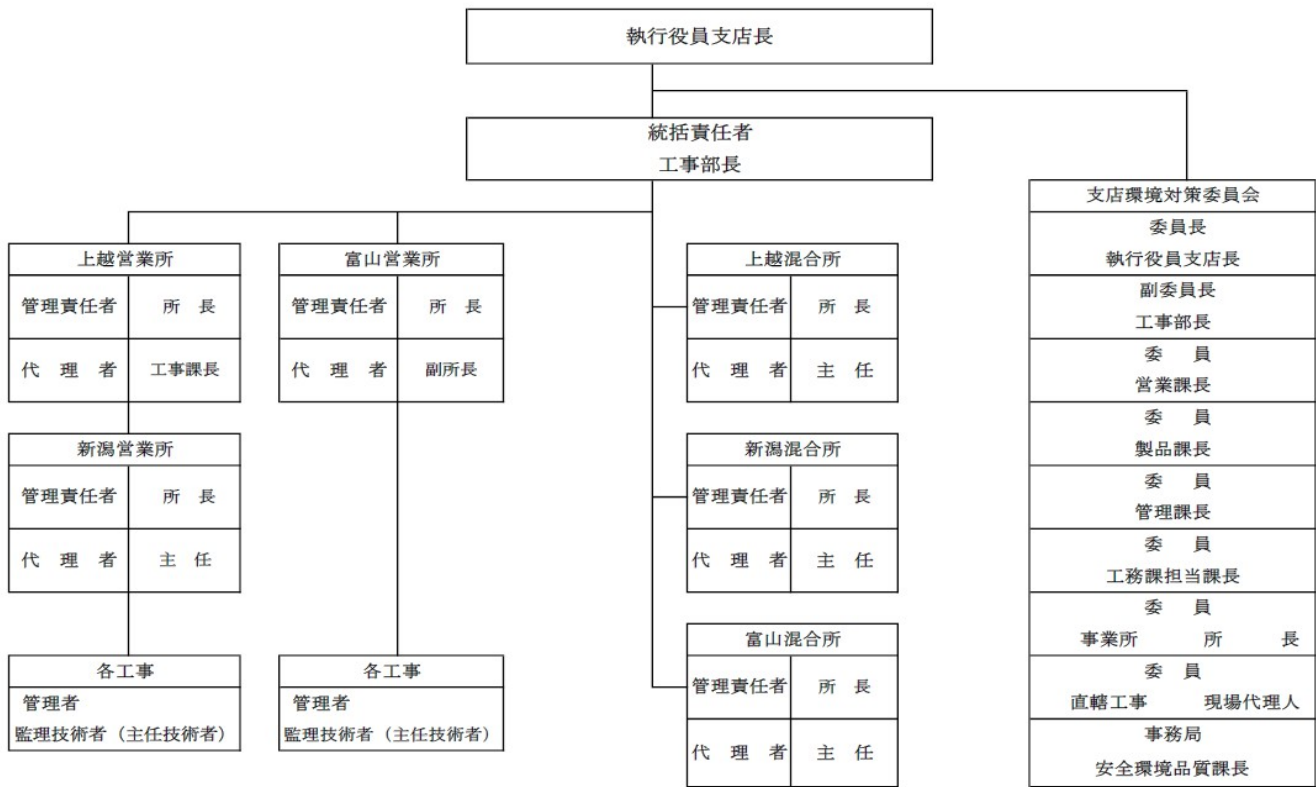 執行役員支店長
統括責任者
工事部長
上越営業所
管理責任者 所 長
代 理 者 工事課長
新潟営業所
管理責任者 所 長
代 理 者 主 任
各工事
管理者
監理技術者（主任技術者）
富山営業所
管理責任者 所 長
代 理 者 副所長
各工事
管理者
監理技術者（主任技術者）
上越混合所
管理責任者 所 長
代 理 者 主 任
新潟混合所
管理責任者 所 長
代 理 者 主 任
富山混合所
管理責任者 所 長
代 理 者 主 任
支店環境対策委員会
委員長
執行役員支店長
副委員長
工事部長
委 員
営業課長
委 員
製品課長
委 員
管理課長
委 員
工務課担当課長
委 員
事業所 所 長
委 員
直轄工事 現場代理人
事務局
安全環境品質課長